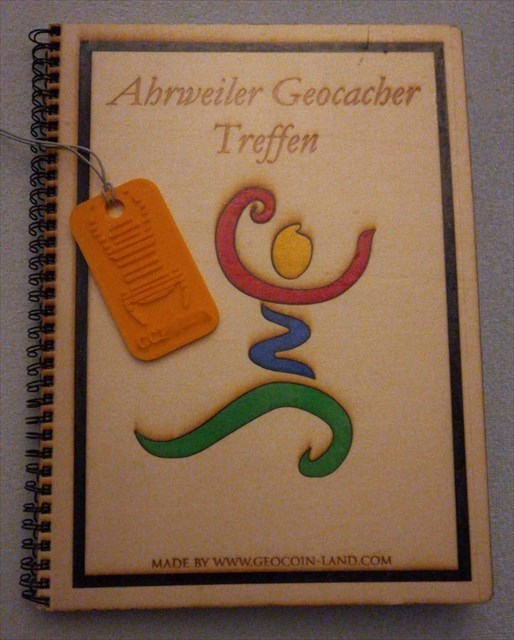 Ahrweiler Geocacher
Treffen
MADE BY WWW.GEOCOIN-LAND.COM